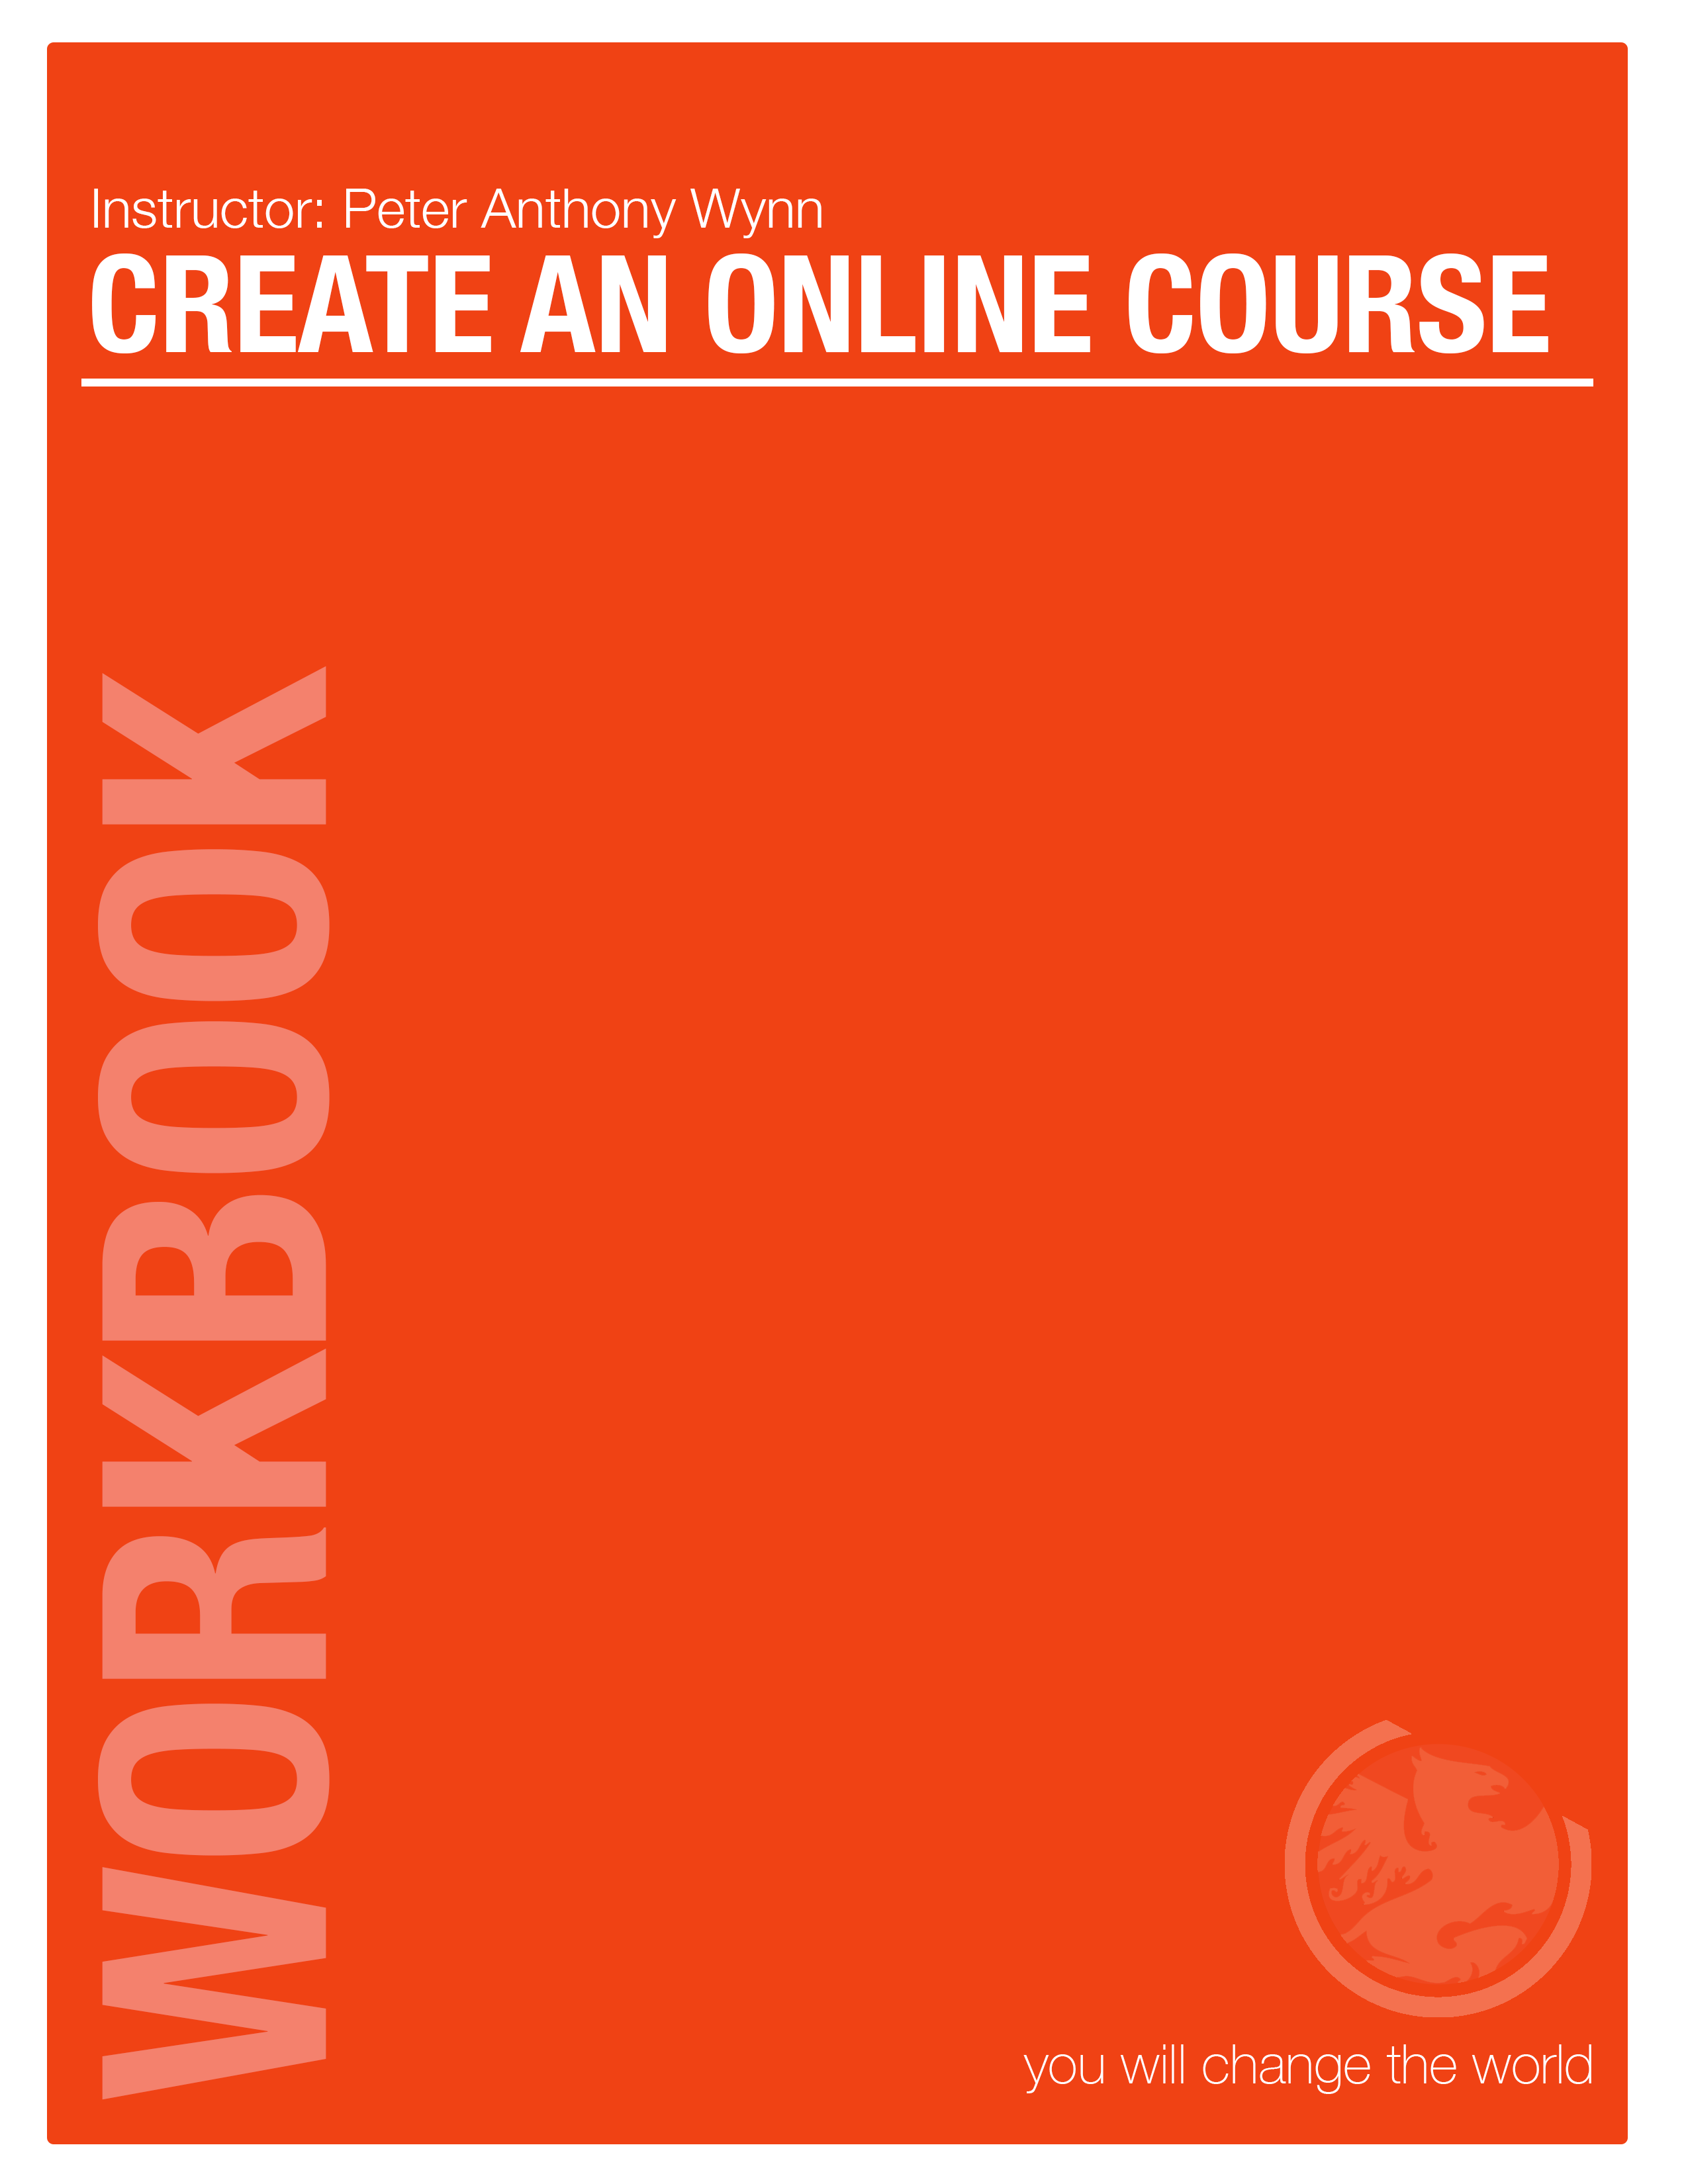 Instructor: Peter Anthony Wynn
CREATE AN ONLINE COURSE
WORKBOOK
you will change the world